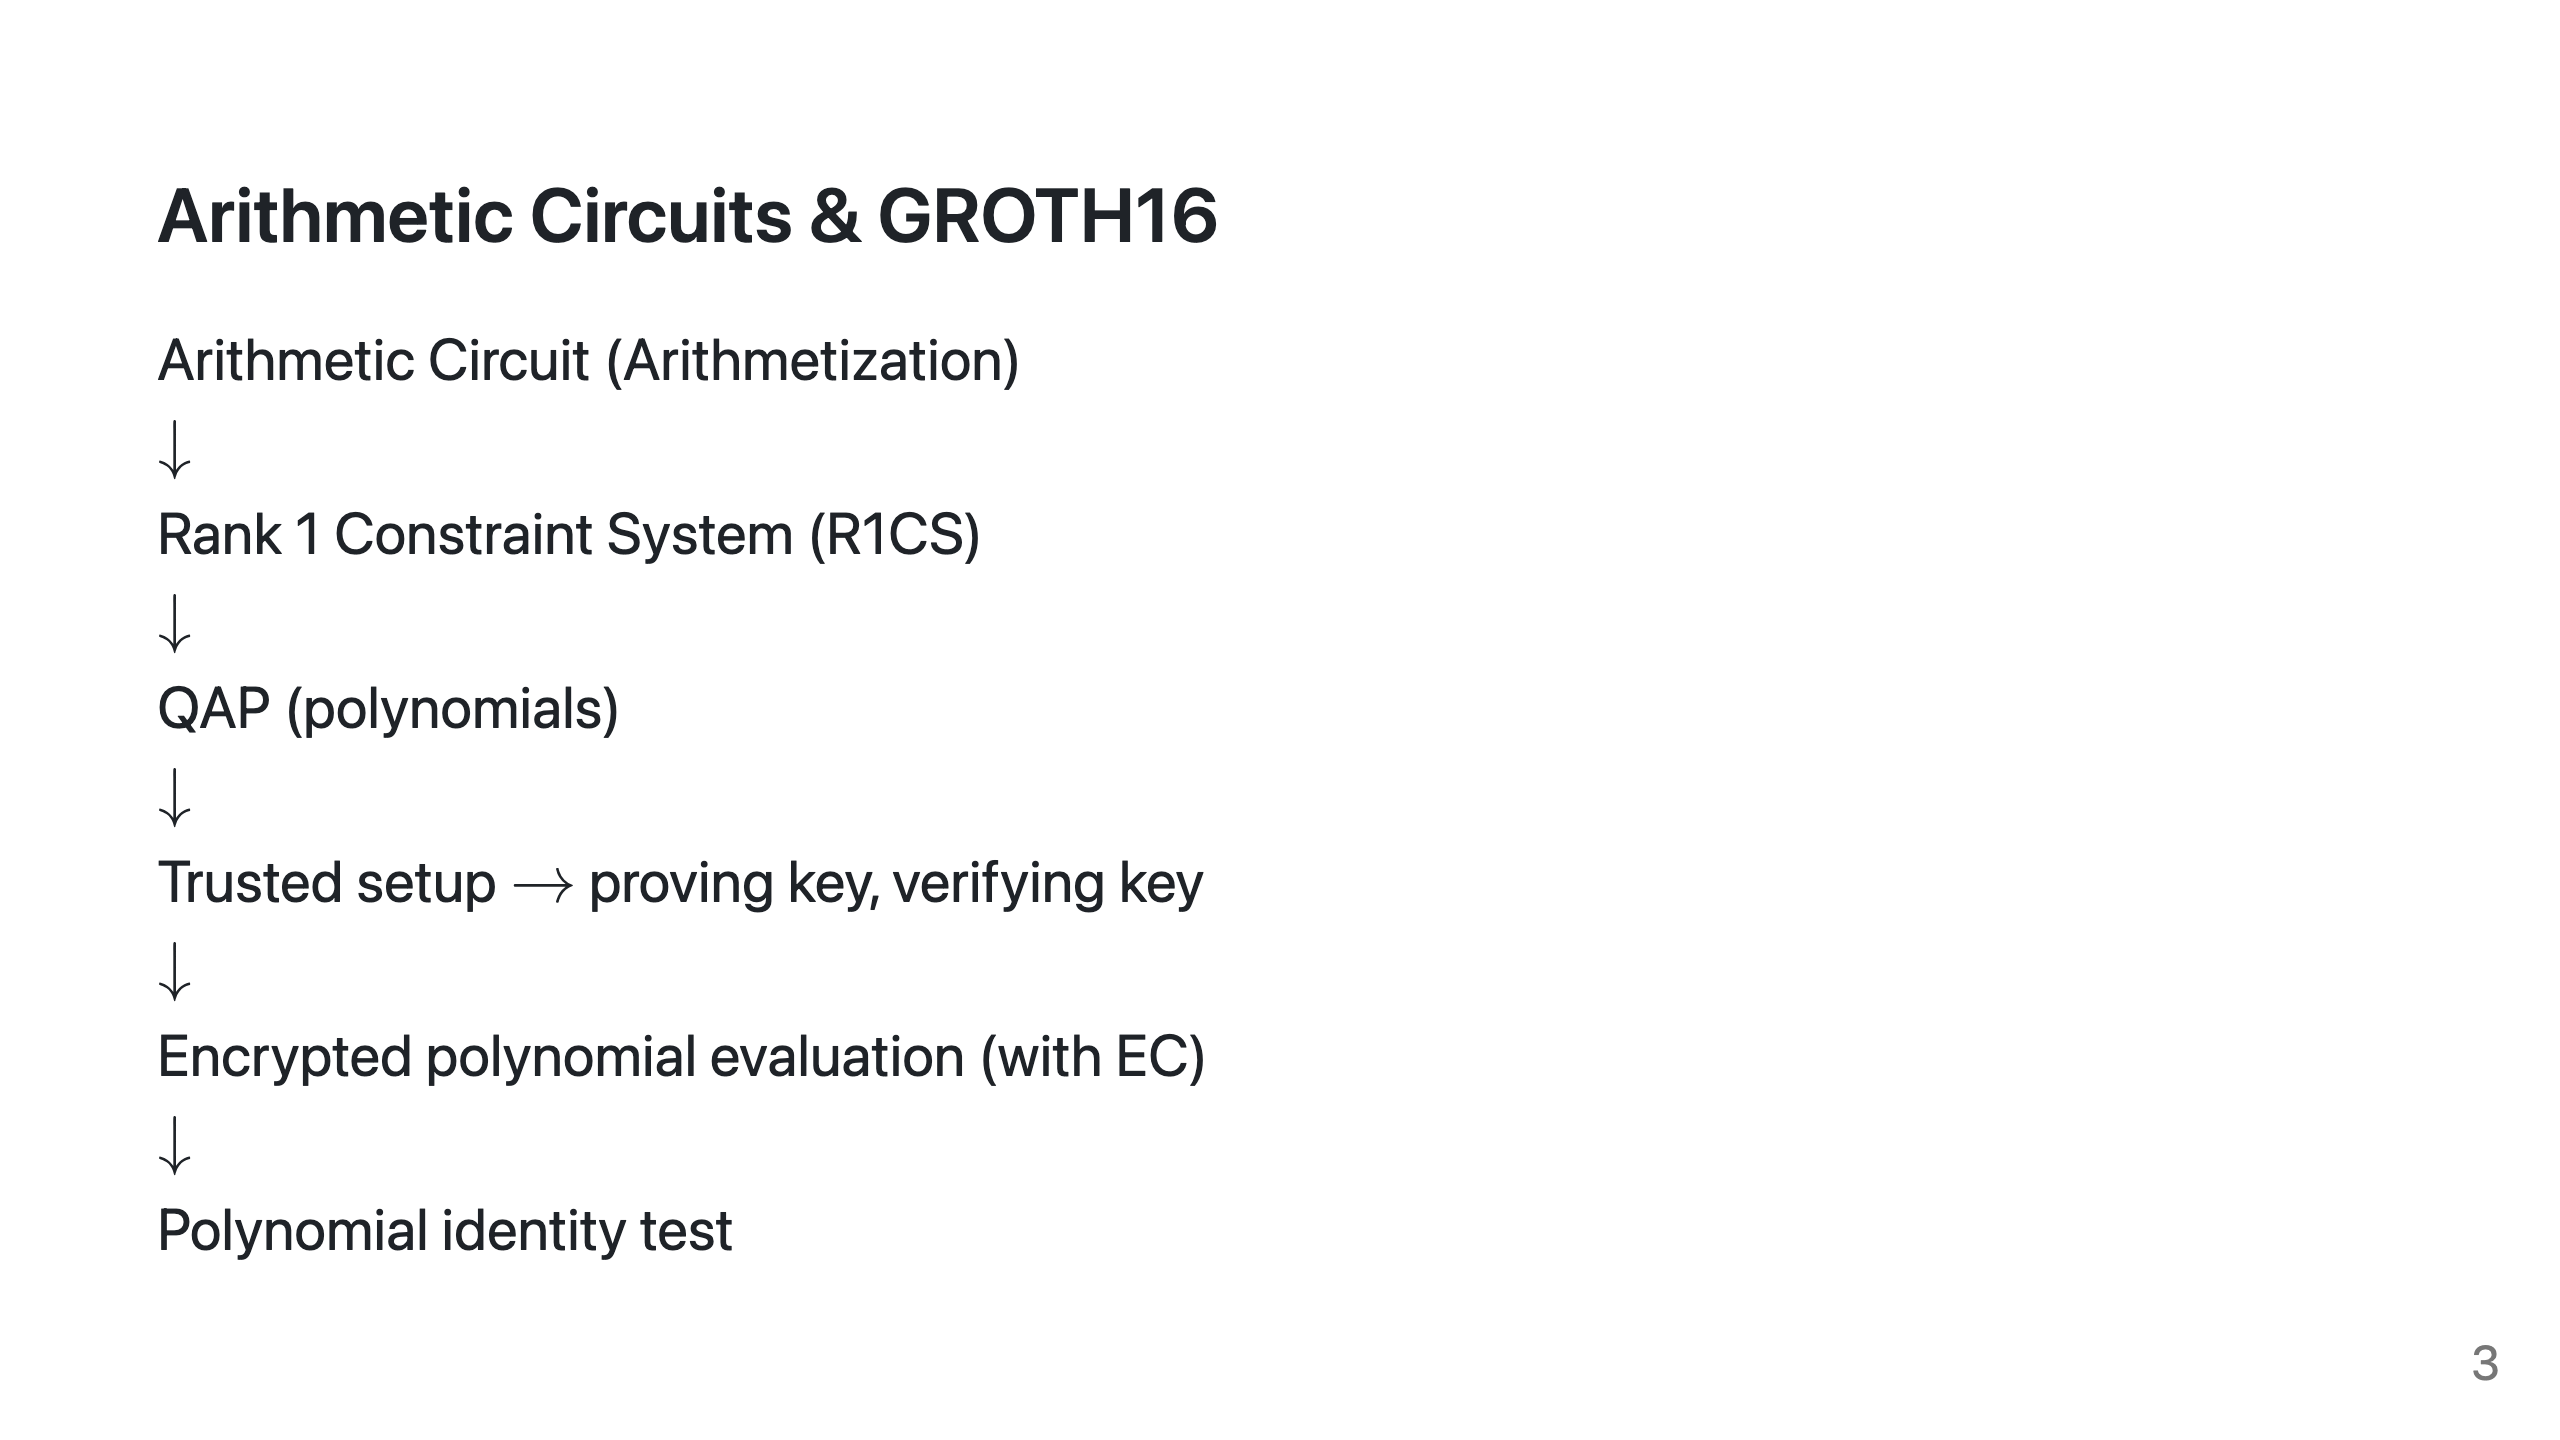 Arithmetic Circuits & GROTH16
Arithmetic Circuit (Arithmetization)
↓
Rank 1 Constraint System (R1CS)
↓
QAP (polynomials)
↓
Trusted setup → proving key, verifying key
↓
Encrypted polynomial evaluation (with EC)
↓
Polynomial identity test
3